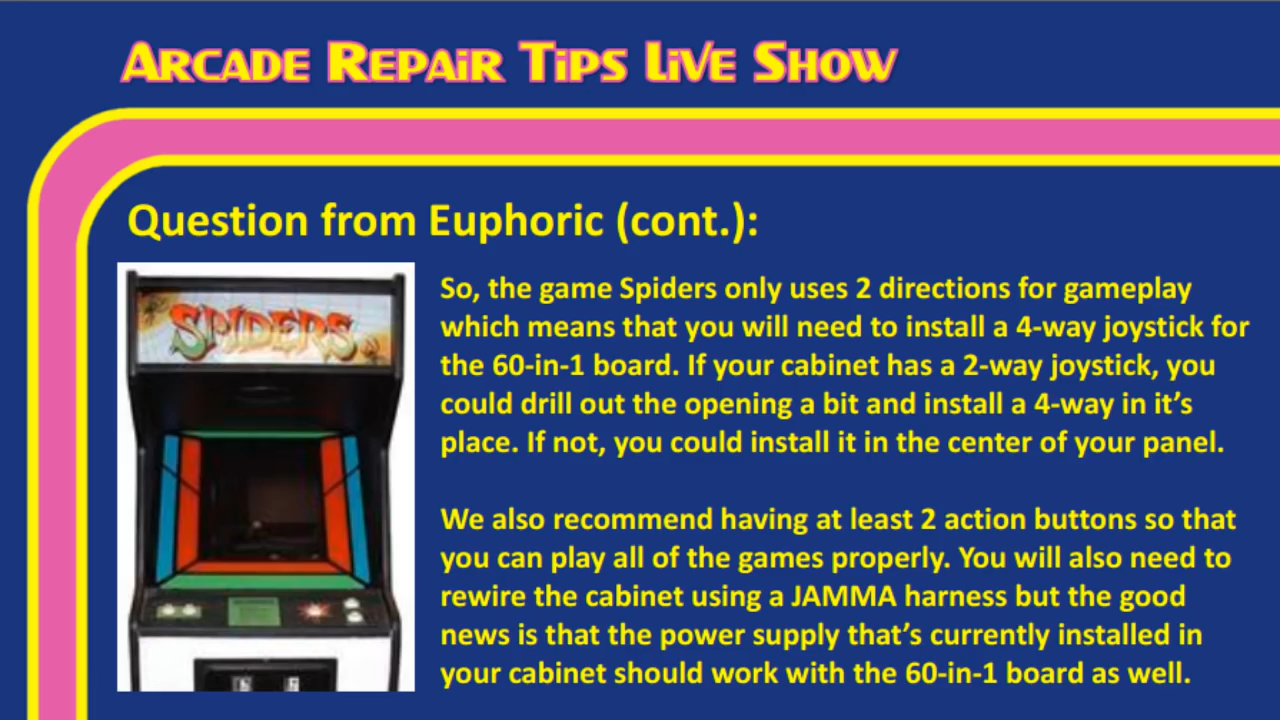 Arcade Repair Tips Live Show
Question from Euphoric (cont.):
SPIDERS
So, the game Spiders only uses 2 directions for gameplay
which means that you will need to install a 4-way joystick for
the 60-in-1 board. If your cabinet has a 2-way joystick, you
could drill out the opening a bit and install a 4-way in it’s
place. If not, you could install it in the center of your panel.
We also recommend having at least 2 action buttons so that
you can play all of the games properly. You will also need to
rewire the cabinet using a JAMMA harness but the good
news is that the power supply that’s currently installed in
your cabinet should work with the 60-in-1 board as well.